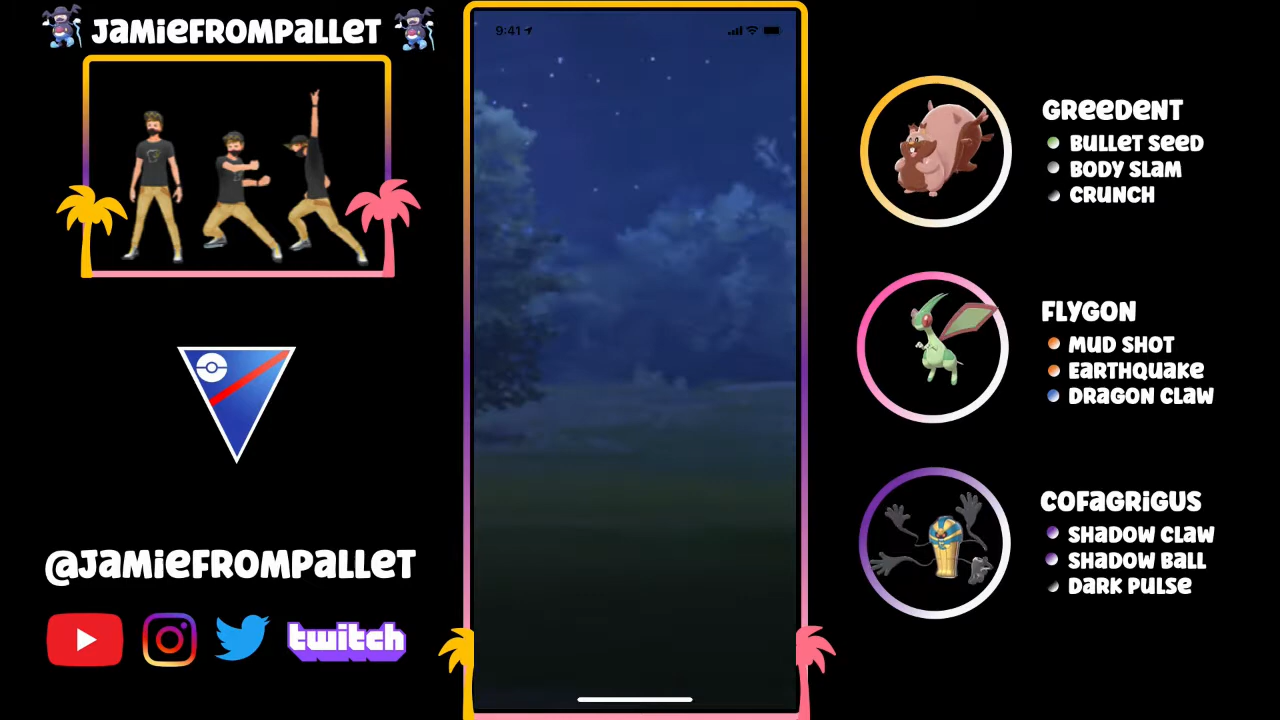 JAMIEFROMPALLET
9:41
GREEDENT
BULLET SEED
BODY SLAM
CRUNCH
FLYGON
MUD SHOT
EARTHQUAKE
DRAGON CLAW
COFAGRIGUS
SHADOW CLAW
SHADOW BALL
DARK PULSE
@JAMIEFROMPALLET
twitch